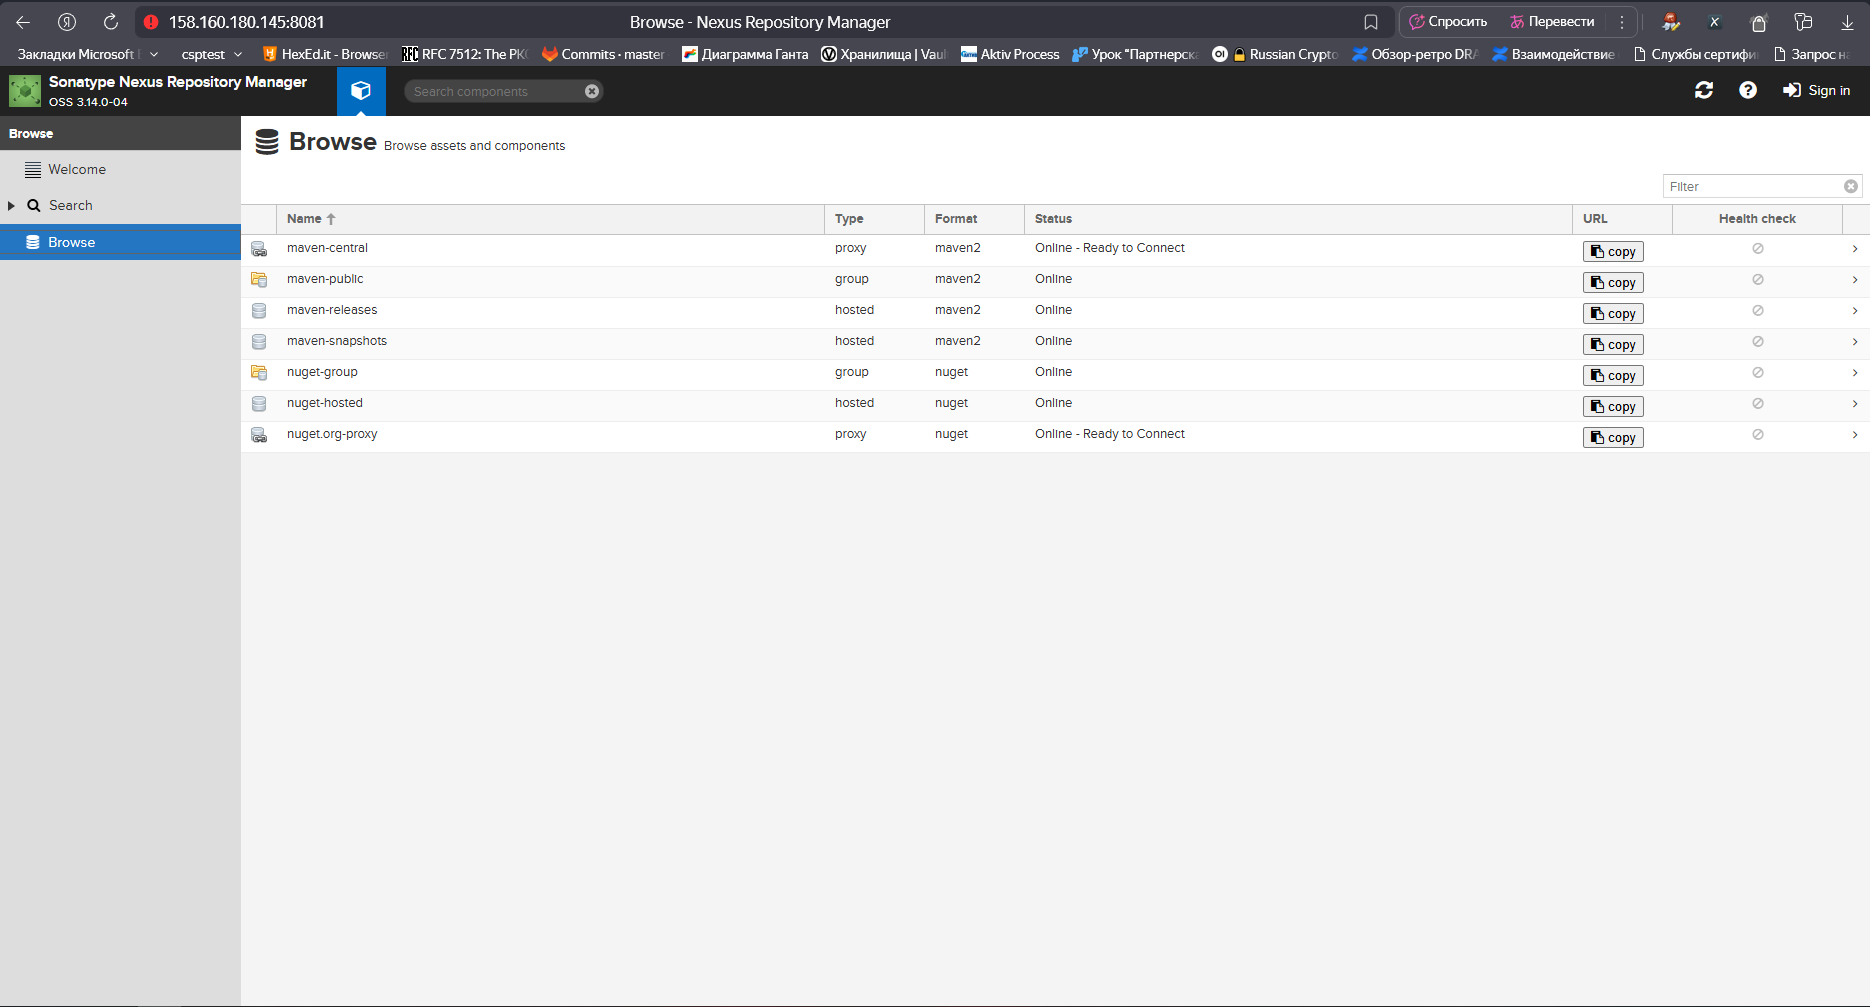 158.160.180.145:8081
Browse - Nexus Repository Manager
Спросить
Перевести
Закладки Microsoft
csptest
HexEd.it - Browser
RFC 7512: The
Commits · master
Диаграмма Ганта
Хранилища |
Aktiv Process
Урок "Партнерска
Russian Crypto
Обзор-ретро
Взаимодействие
Службы
Запрос
Sonatype Nexus Repository Manager
OSS 3.14.0-04
Search components
Sign in
Browse
Welcome
Search
Browse
Browse Browse assets and components
Filter
Name Type Format Status URL Health check
maven-central proxy maven2 Online - Ready to Connect copy
maven-public group maven2 Online copy
maven-releases hosted maven2 Online copy
maven-snapshots hosted maven2 Online copy
nuget-group group nuget Online copy
nuget-hosted hosted nuget Online copy
nuget.org-proxy proxy nuget Online - Ready to Connect copy